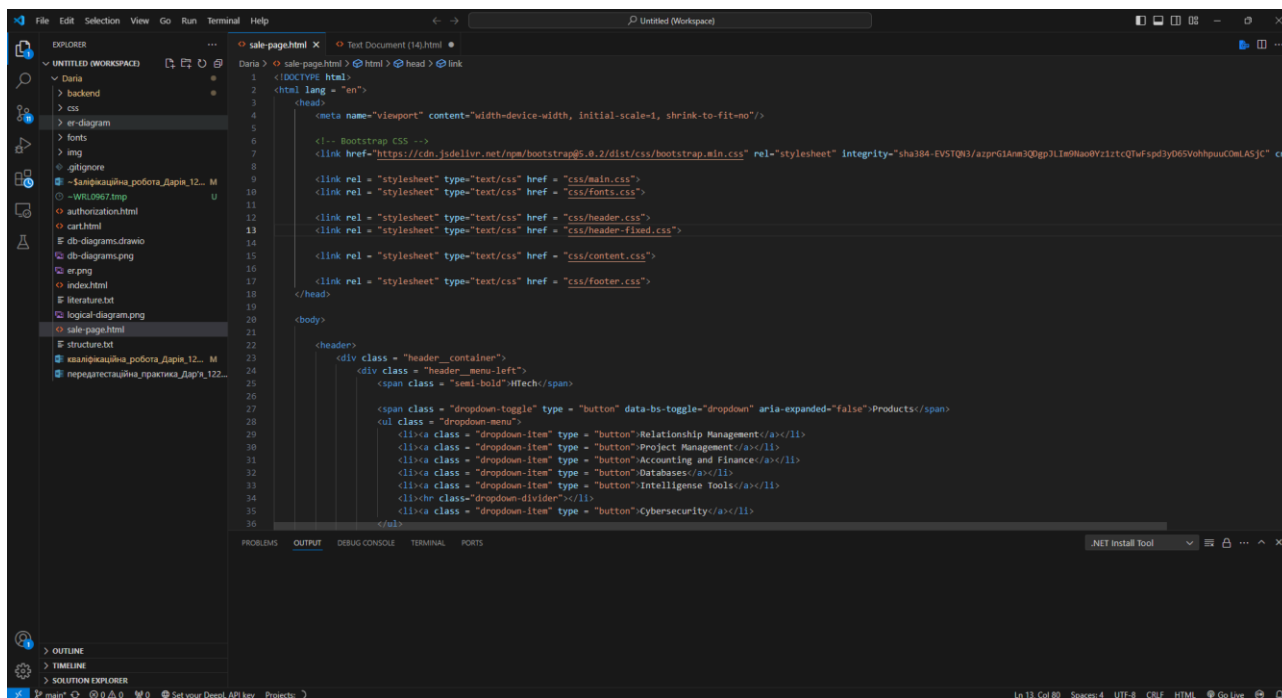 File Edit Selection View Go Run Terminal Help
Untitled (Workspace)
EXPLORER
UNTITLED (WORKSPACE)
Daria
backend
css
er-diagram
fonts
img
.gitignore
~$аліфікаційна_робота_Дарія_12... M
~WRL0967.tmp U
authorization.html
cart.html
db-diagrams.drawio
db-diagrams.png
er.png
index.html
literature.txt
logical-diagram.png
sale-page.html
structure.txt
кваліфікаційна_робота_Дарія_12... M
передатестаційна_практика_Дар'я_122...
OUTLINE
TIMELINE
SOLUTION EXPLORER
sale-page.html Text Document (14).html
Daria > sale-page.html > html > head > link
1 <!DOCTYPE html>
2 <html lang = "en">
3 <head>
4 <meta name="viewport" content="width=device-width, initial-scale=1, shrink-to-fit=no"/>
5
6 <!-- Bootstrap CSS -->
7 <link href="https://cdn.jsdelivr.net/npm/bootstrap@5.0.2/dist/css/bootstrap.min.css" rel="stylesheet" integrity="sha384-EVSTQN3/azprG1Anm3QDgpJLIm9Nao0Yz1ztcQTwFspd3yD65VohhpuuCOmLASjC"
8
9 <link rel = "stylesheet" type="text/css" href = "css/main.css">
10 <link rel = "stylesheet" type="text/css" href = "css/fonts.css">
11
12 <link rel = "stylesheet" type="text/css" href = "css/header.css">
13 <link rel = "stylesheet" type="text/css" href = "css/header-fixed.css">
14
15 <link rel = "stylesheet" type="text/css" href = "css/content.css">
16
17 <link rel = "stylesheet" type="text/css" href = "css/footer.css">
18 </head>
19
20 <body>
21
22 <header>
23 <div class = "header__container">
24 <div class = "header__menu-left">
25 <span class = "semi-bold">HTech</span>
26
27 <span class = "dropdown-toggle" type = "button" data-bs-toggle="dropdown" aria-expanded="false">Products</span>
28 <ul class = "dropdown-menu">
29 <li><a class = "dropdown-item" type = "button">Relationship Management</a></li>
30 <li><a class = "dropdown-item" type = "button">Project Management</a></li>
31 <li><a class = "dropdown-item" type = "button">Accounting and Finance</a></li>
32 <li><a class = "dropdown-item" type = "button">Databases</a></li>
33 <li><a class = "dropdown-item" type = "button">Intelligense Tools</a></li>
34 <li><hr class="dropdown-divider"></li>
35 <li><a class = "dropdown-item" type = "button">Cybersecurity</a></li>
36 </ul>
PROBLEMS OUTPUT DEBUG CONSOLE TERMINAL PORTS
.NET Install Tool
main* 0 0 0 Set your DeepL API key Projects: Ln 13, Col 80 Spaces: 4 UTF-8 CRLF HTML Go Live